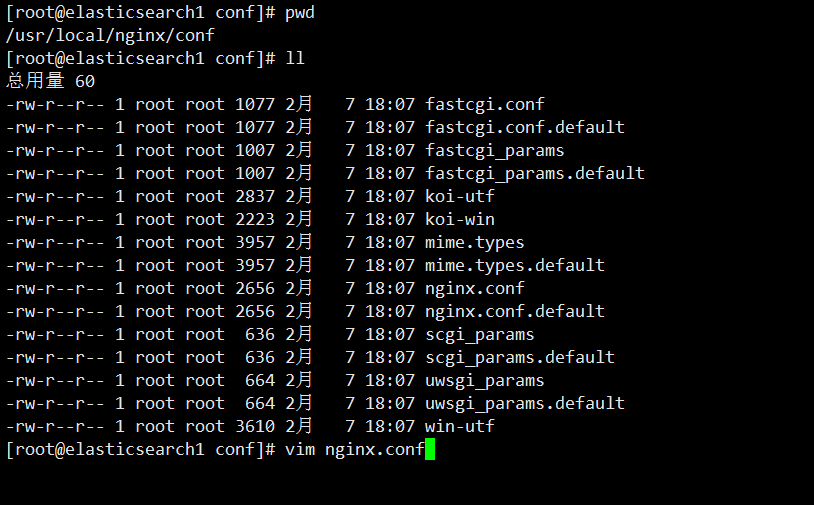 [root@elasticsearch1 conf]# pwd
/usr/local/nginx/conf
[root@elasticsearch1 conf]# ll
总用量 60
-rw-r--r-- 1 root root 1077 2月   7 18:07 fastcgi.conf
-rw-r--r-- 1 root root 1077 2月   7 18:07 fastcgi.conf.default
-rw-r--r-- 1 root root 1007 2月   7 18:07 fastcgi_params
-rw-r--r-- 1 root root 1007 2月   7 18:07 fastcgi_params.default
-rw-r--r-- 1 root root 2837 2月   7 18:07 koi-utf
-rw-r--r-- 1 root root 2223 2月   7 18:07 koi-win
-rw-r--r-- 1 root root 3957 2月   7 18:07 mime.types
-rw-r--r-- 1 root root 3957 2月   7 18:07 mime.types.default
-rw-r--r-- 1 root root 2656 2月   7 18:07 nginx.conf
-rw-r--r-- 1 root root 2656 2月   7 18:07 nginx.conf.default
-rw-r--r-- 1 root root  636 2月   7 18:07 scgi_params
-rw-r--r-- 1 root root  636 2月   7 18:07 scgi_params.default
-rw-r--r-- 1 root root  664 2月   7 18:07 uwsgi_params
-rw-r--r-- 1 root root  664 2月   7 18:07 uwsgi_params.default
-rw-r--r-- 1 root root 3610 2月   7 18:07 win-utf
[root@elasticsearch1 conf]# vim nginx.conf